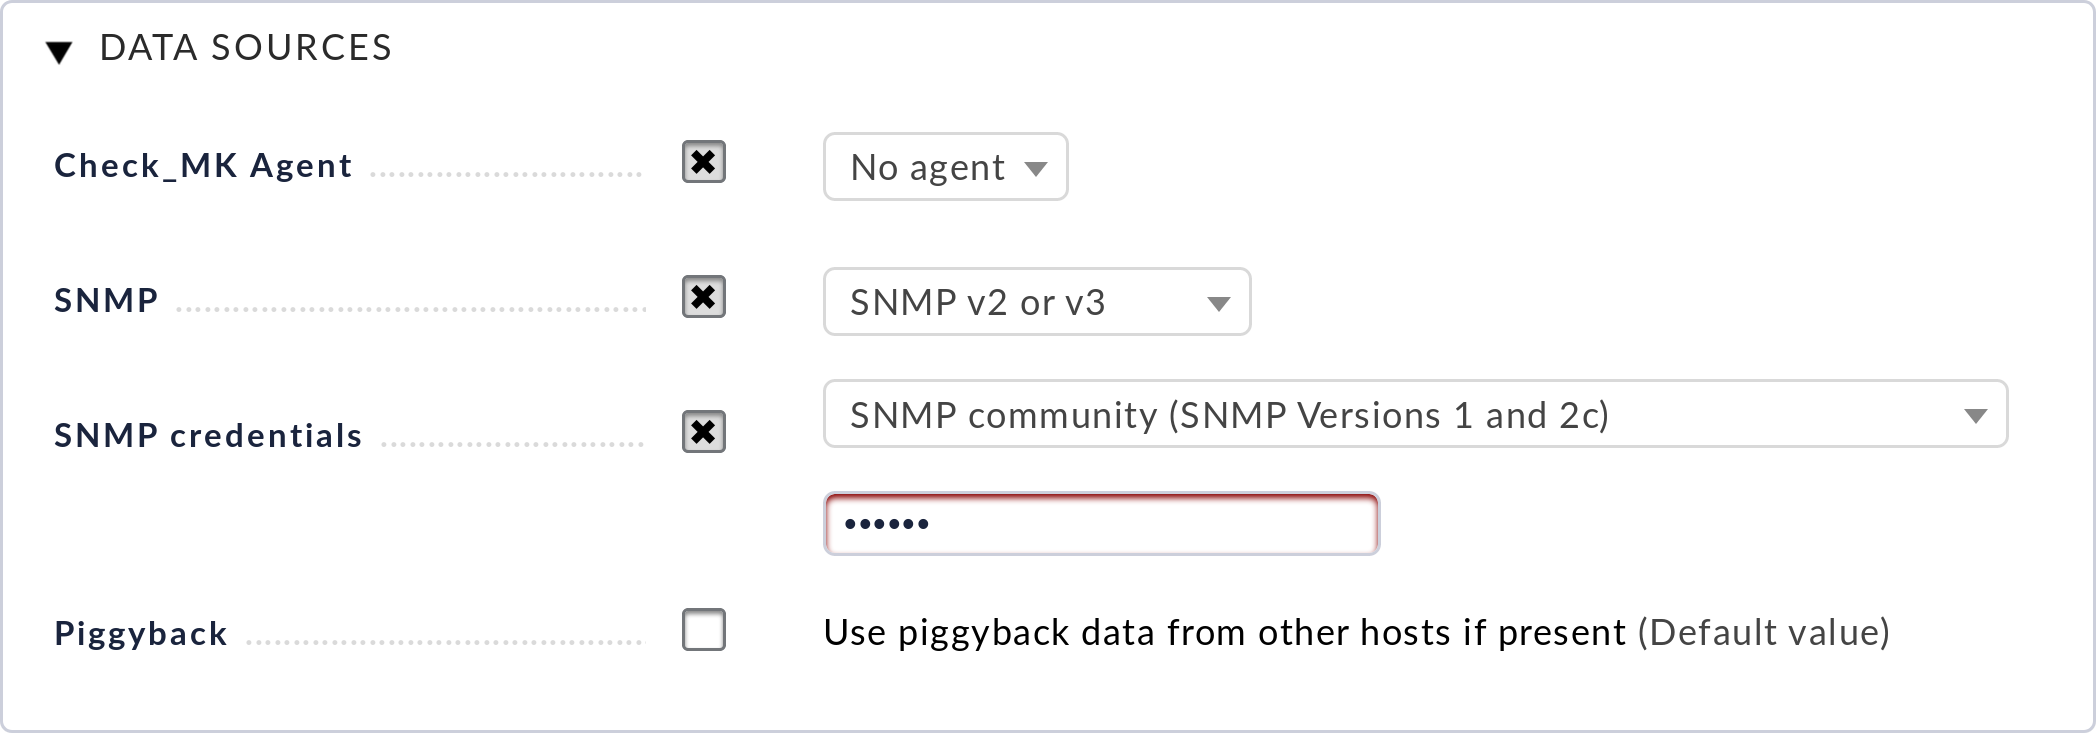 DATA SOURCES
Check_MK Agent No agent
SNMP SNMP v2 or v3
SNMP credentials SNMP community (SNMP Versions 1 and 2c)
••••••
Piggyback Use piggyback data from other hosts if present (Default value)